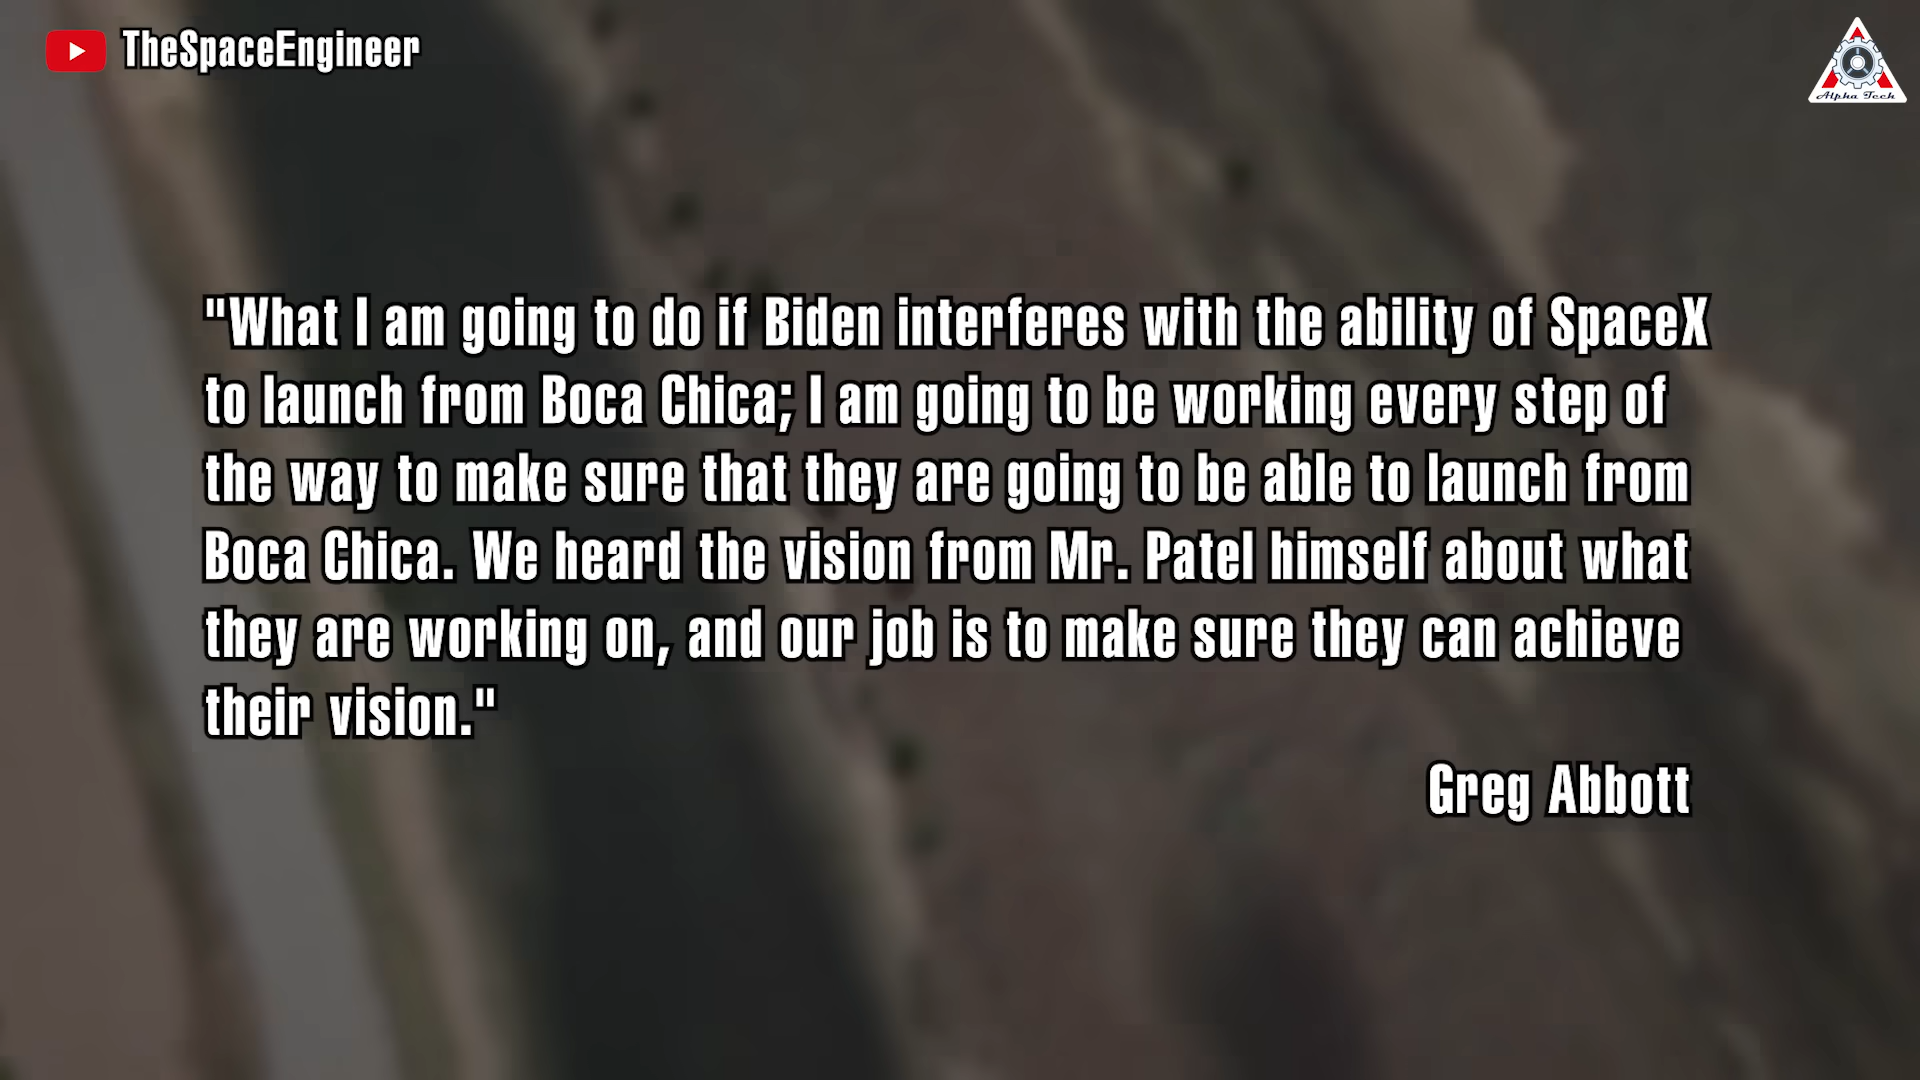 TheSpaceEngineer
Alpha Tech
"What I am going to do if Biden interferes with the ability of SpaceX
to launch from Boca Chica; I am going to be working every step of
the way to make sure that they are going to be able to launch from
Boca Chica. We heard the vision from Mr. Patel himself about what
they are working on, and our job is to make sure they can achieve
their vision."
Greg Abbott